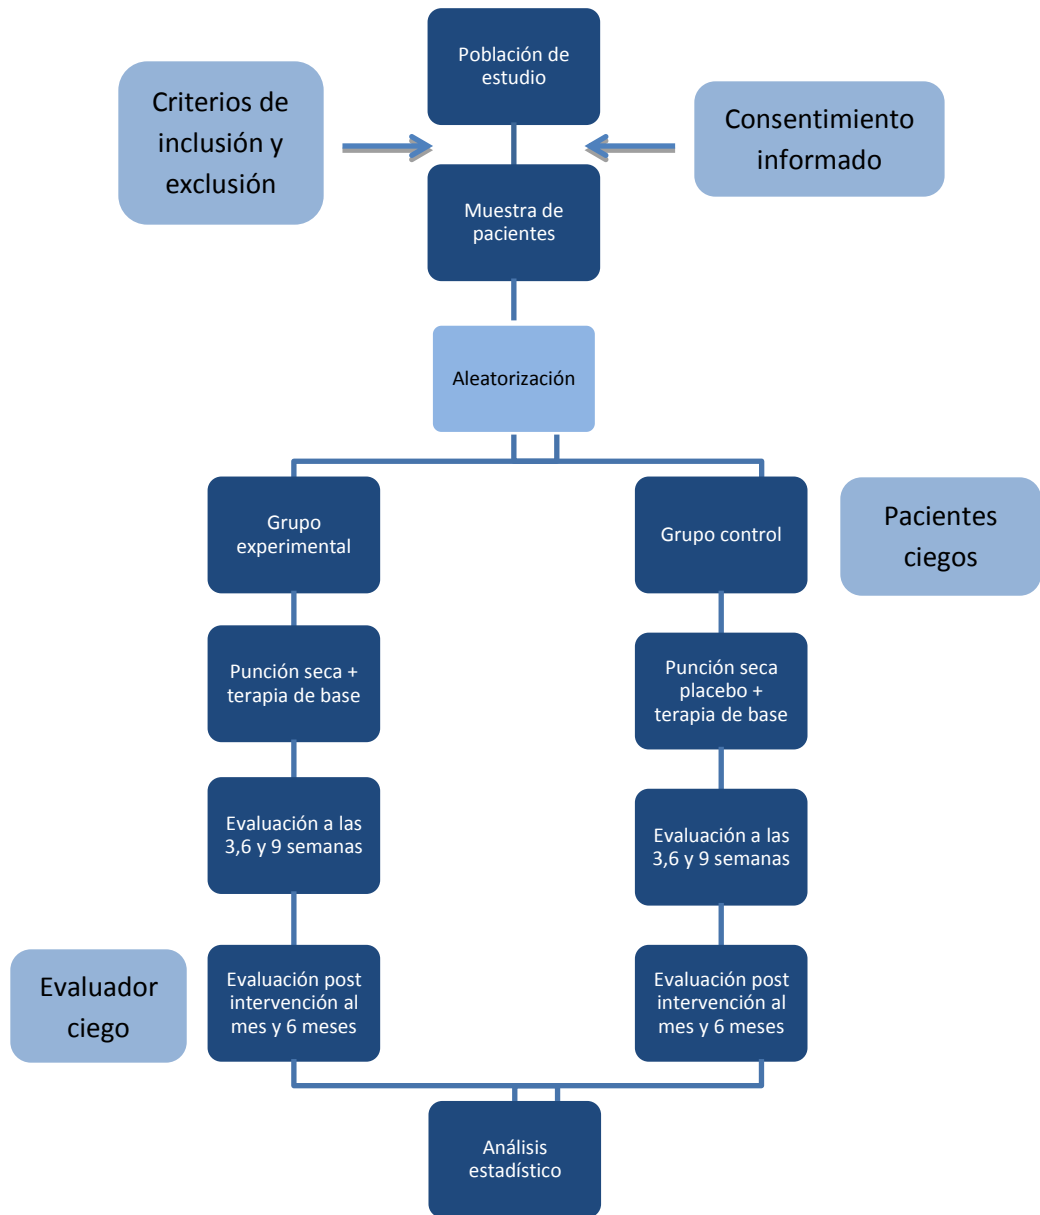 Población de
estudio
Criterios de
inclusión y
exclusión
Consentimiento
informado
Muestra de
pacientes
Aleatorización
Grupo
experimental
Grupo control
Pacientes
ciegos
Punción seca +
terapia de base
Punción seca
placebo +
terapia de base
Evaluación a las
3,6 y 9 semanas
Evaluación a las
3,6 y 9 semanas
Evaluador
ciego
Evaluación post
intervención al
mes y 6 meses
Evaluación post
intervención al
mes y 6 meses
Análisis
estadístico